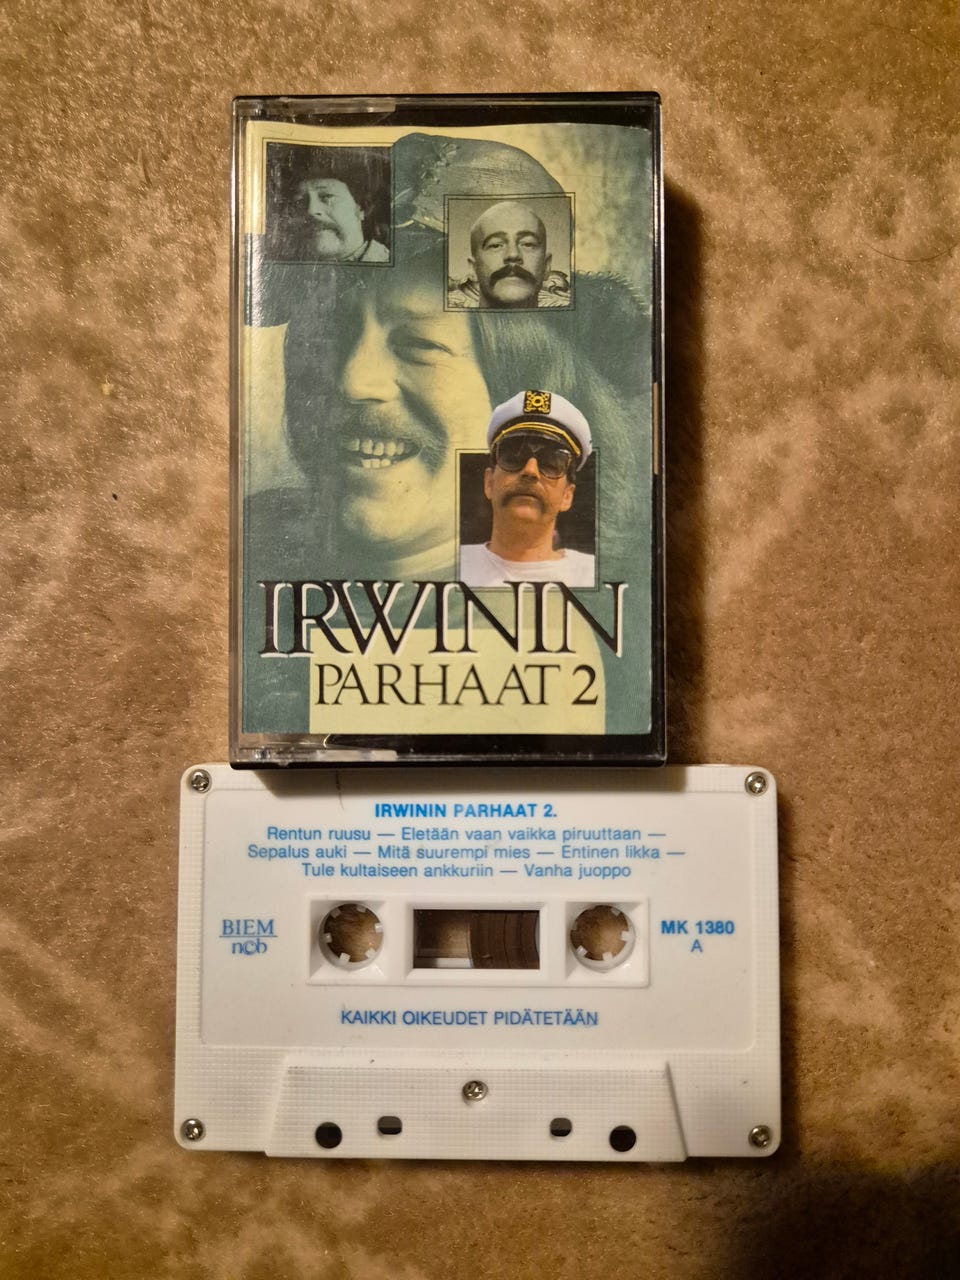 IRWININ
PARHAAT 2
IRWININ PARHAAT 2.
Rentun ruusu — Eletään vaan vaikka piruuttaan —
Sepalus auki — Mitä suurempi mies — Entinen likka —
Tule kultaiseen ankkuriin — Vanha juoppo
BIEM
ncb
MK 1380
A
KAIKKI OIKEUDET PIDÄTETÄÄN